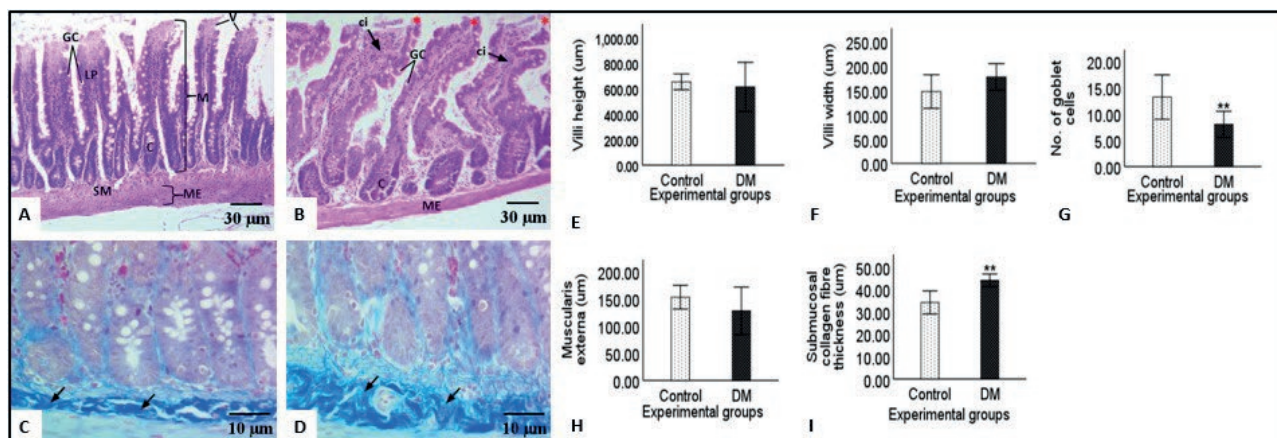 GC
V
LP
M
C
SM
ME
A
30 µm
ci
*
*
*
GC
ci
C
ME
B
30 µm
C
10 µm
D
10 µm
Villi height (um)
1,000.00
800.00
600.00
400.00
200.00
0.00
Control
DM
Experimental groups
E
Villi width (um)
250.00
200.00
150.00
100.00
50.00
0.00
Control
DM
Experimental groups
F
No. of goblet
cells
20.00
15.00
10.00
5.00
0.00
**
Control
DM
Experimental groups
G
Muscularis
externa (um)
200.00
150.00
100.00
50.00
0.00
Control
DM
Experimental groups
H
Submucosal
collagen fibre
thickness (um)
50.00
40.00
30.00
20.00
10.00
0.00
**
Control
DM
Experimental groups
I